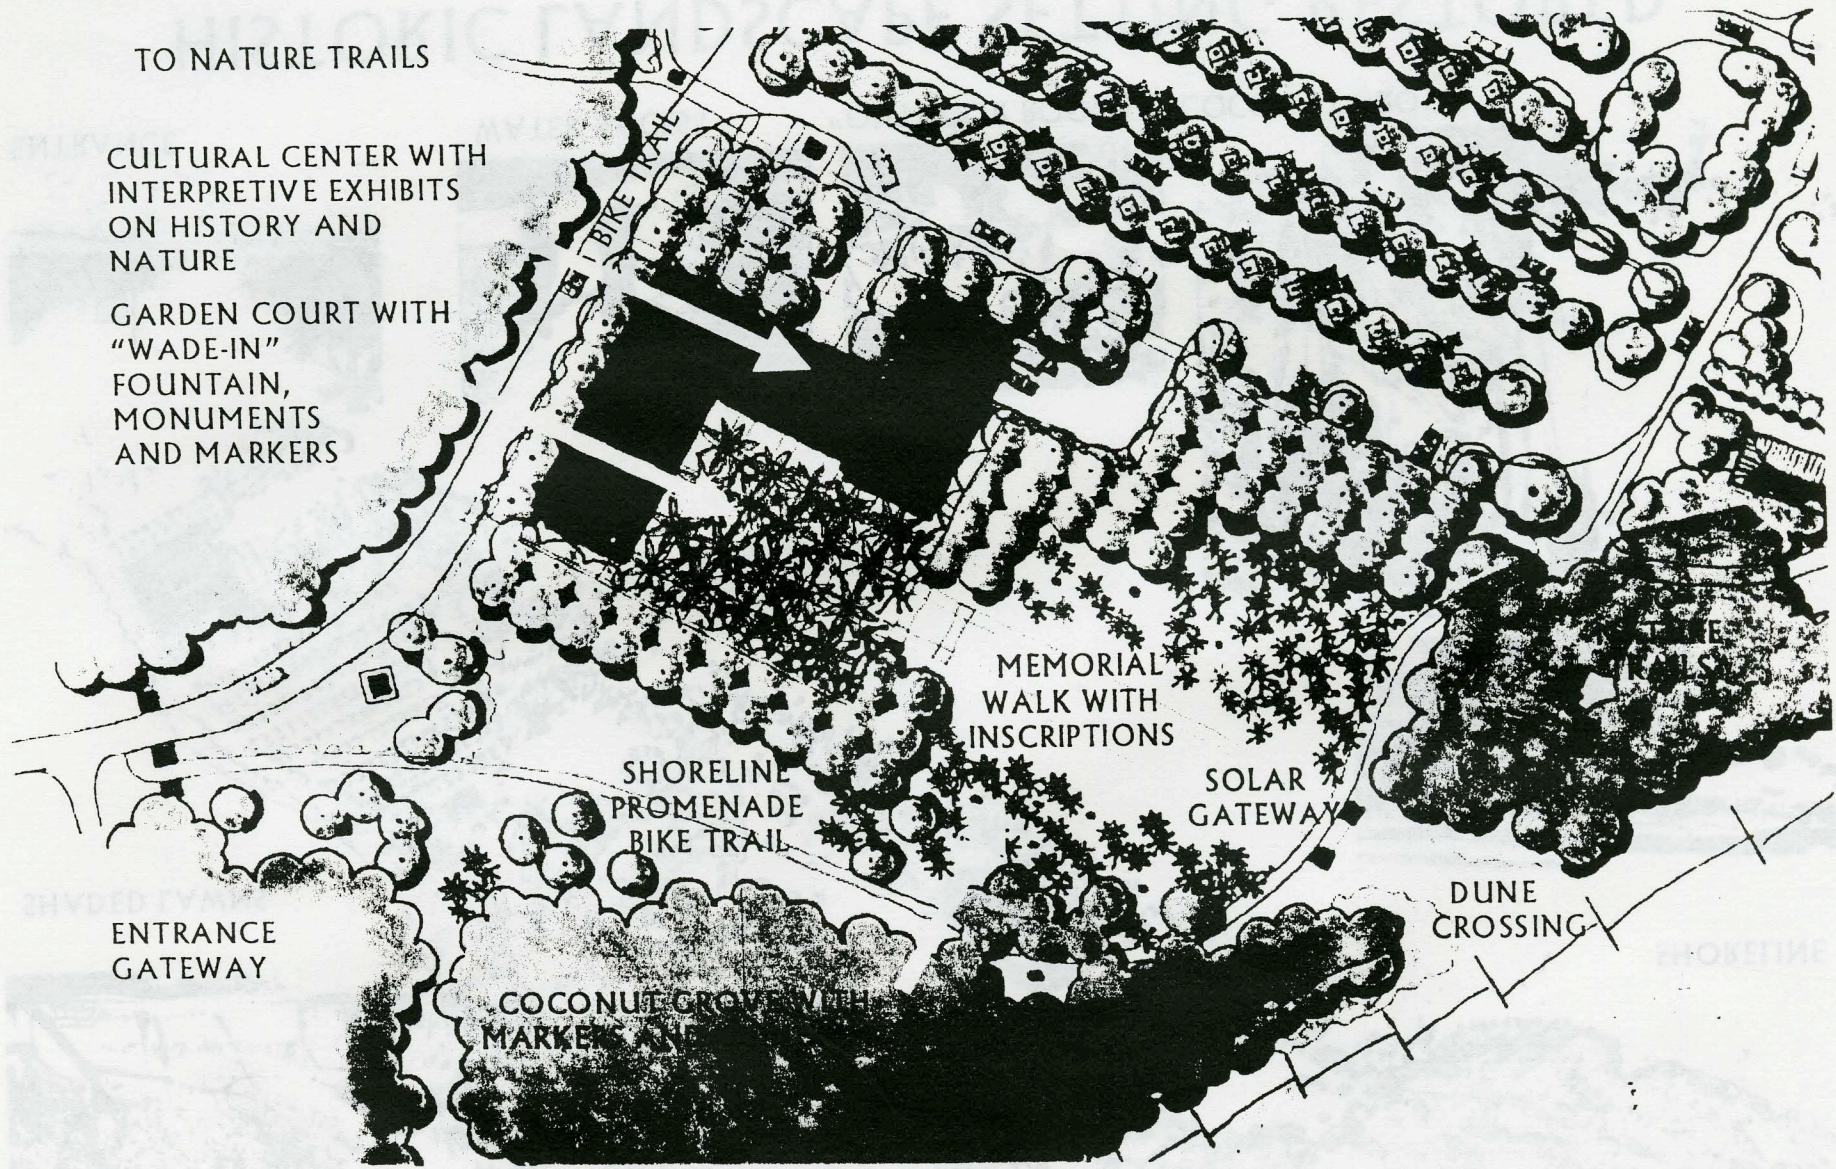 TO NATURE TRAILS
CULTURAL CENTER WITH
INTERPRETIVE EXHIBITS
ON HISTORY AND
NATURE
GARDEN COURT WITH
“WADE-IN”
FOUNTAIN,
MONUMENTS
AND MARKERS
BIKE TRAIL
MEMORIAL
WALK WITH
INSCRIPTIONS
SHORELINE
PROMENADE
BIKE TRAIL
SOLAR
GATEWAY
DUNE
CROSSING
ENTRANCE
GATEWAY
COCONUT GROVE WITH
MARKERS AND